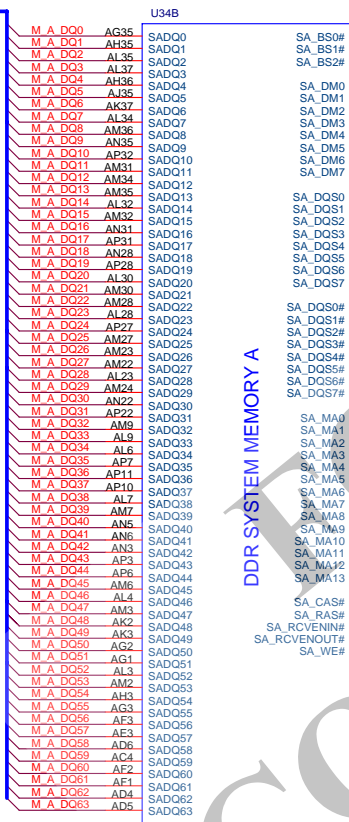 U34B
M_A_DQ0 AG35 SADQ0 SA_BS0#
M_A_DQ1 AH35 SADQ1 SA_BS1#
M_A_DQ2 AL35 SADQ2 SA_BS2#
M_A_DQ3 AL37 SADQ3
M_A_DQ4 AH36 SADQ4 SA_DM0
M_A_DQ5 AJ35 SADQ5 SA_DM1
M_A_DQ6 AK37 SADQ6 SA_DM2
M_A_DQ7 AL34 SADQ7 SA_DM3
M_A_DQ8 AM36 SADQ8 SA_DM4
M_A_DQ9 AN35 SADQ9 SA_DM5
M_A_DQ10 AP32 SADQ10 SA_DM6
M_A_DQ11 AM31 SADQ11 SA_DM7
M_A_DQ12 AM34 SADQ12
M_A_DQ13 AM35 SADQ13 SA_DQS0
M_A_DQ14 AL32 SADQ14 SA_DQS1
M_A_DQ15 AM32 SADQ15 SA_DQS2
M_A_DQ16 AN31 SADQ16 SA_DQS3
M_A_DQ17 AP31 SADQ17 SA_DQS4
M_A_DQ18 AN28 SADQ18 SA_DQS5
M_A_DQ19 AP28 SADQ19 SA_DQS6
M_A_DQ20 AL30 SADQ20 SA_DQS7
M_A_DQ21 AM30 SADQ21
M_A_DQ22 AM28 SADQ22 SA_DQS0#
M_A_DQ23 AL28 SADQ23 SA_DQS1#
M_A_DQ24 AP27 SADQ24 SA_DQS2#
M_A_DQ25 AM27 SADQ25 SA_DQS3#
M_A_DQ26 AM23 SADQ26 SA_DQS4#
M_A_DQ27 AM22 SADQ27 SA_DQS5#
M_A_DQ28 AL23 SADQ28 SA_DQS6#
M_A_DQ29 AM24 SADQ29 SA_DQS7#
M_A_DQ30 AN22 SADQ30
M_A_DQ31 AP22 SADQ31 SA_MA0
M_A_DQ32 AM9 SADQ32 SA_MA1
M_A_DQ33 AL9 SADQ33 SA_MA2
M_A_DQ34 AL6 SADQ34 SA_MA3
M_A_DQ35 AP7 SADQ35 SA_MA4
M_A_DQ36 AP11 SADQ36 SA_MA5
M_A_DQ37 AP10 SADQ37 SA_MA6
M_A_DQ38 AL7 SADQ38 SA_MA7
M_A_DQ39 AM7 SADQ39 SA_MA8
M_A_DQ40 AN5 SADQ40 SA_MA9
M_A_DQ41 AN6 SADQ41 SA_MA10
M_A_DQ42 AN3 SADQ42 SA_MA11
M_A_DQ43 AP3 SADQ43 SA_MA12
M_A_DQ44 AP6 SADQ44 SA_MA13
M_A_DQ45 AM6 SADQ45
M_A_DQ46 AL4 SADQ46 SA_CAS#
M_A_DQ47 AM3 SADQ47 SA_RAS#
M_A_DQ48 AK2 SADQ48 SA_RCVENIN#
M_A_DQ49 AK3 SADQ49 SA_RCVENOUT#
M_A_DQ50 AG2 SADQ50 SA_WE#
M_A_DQ51 AG1 SADQ51
M_A_DQ52 AL3 SADQ52
M_A_DQ53 AM2 SADQ53
M_A_DQ54 AH3 SADQ54
M_A_DQ55 AG3 SADQ55
M_A_DQ56 AF3 SADQ56
M_A_DQ57 AE3 SADQ57
M_A_DQ58 AD6 SADQ58
M_A_DQ59 AC4 SADQ59
M_A_DQ60 AF2 SADQ60
M_A_DQ61 AF1 SADQ61
M_A_DQ62 AD4 SADQ62
M_A_DQ63 AD5 SADQ63
DDR SYSTEM MEMORY A